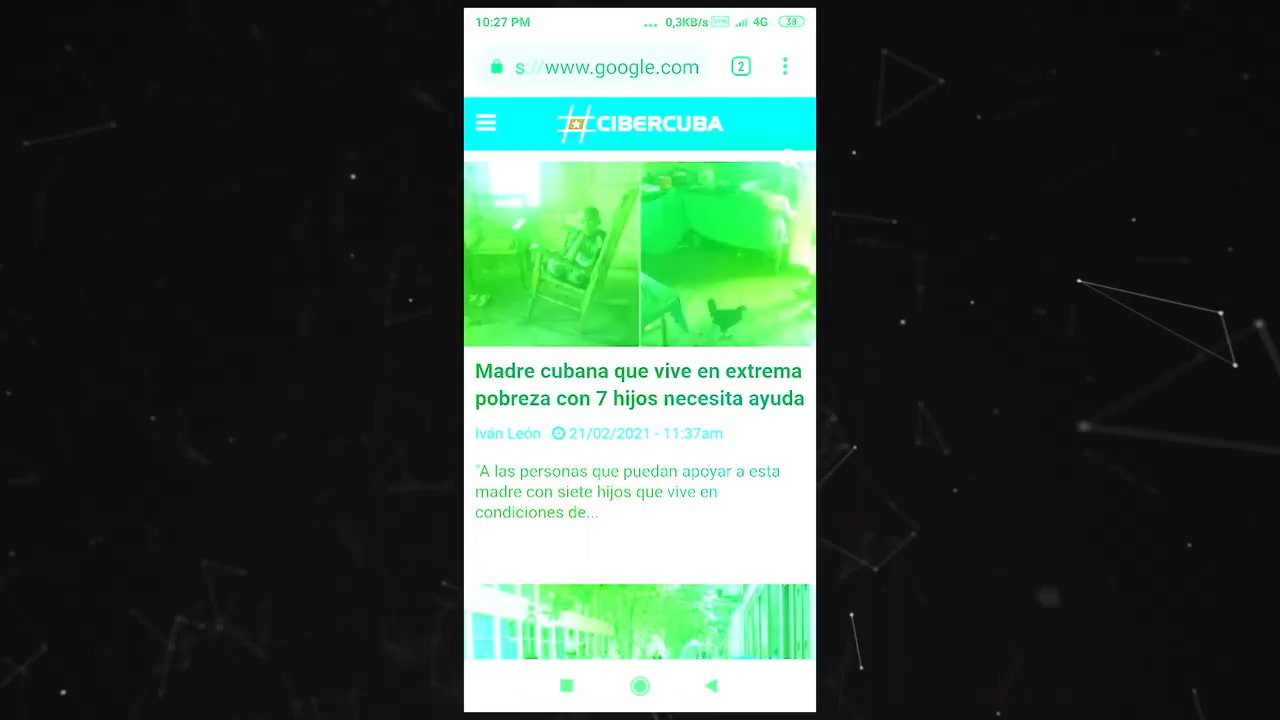 10:27 PM
... 0,3KB/s VPN 4G 38
s://www.google.com
2
#CIBERCUBA
Madre cubana que vive en extrema
pobreza con 7 hijos necesita ayuda
Iván León 21/02/2021 - 11:37am
"A las personas que puedan apoyar a esta
madre con siete hijos que vive en
condiciones de...